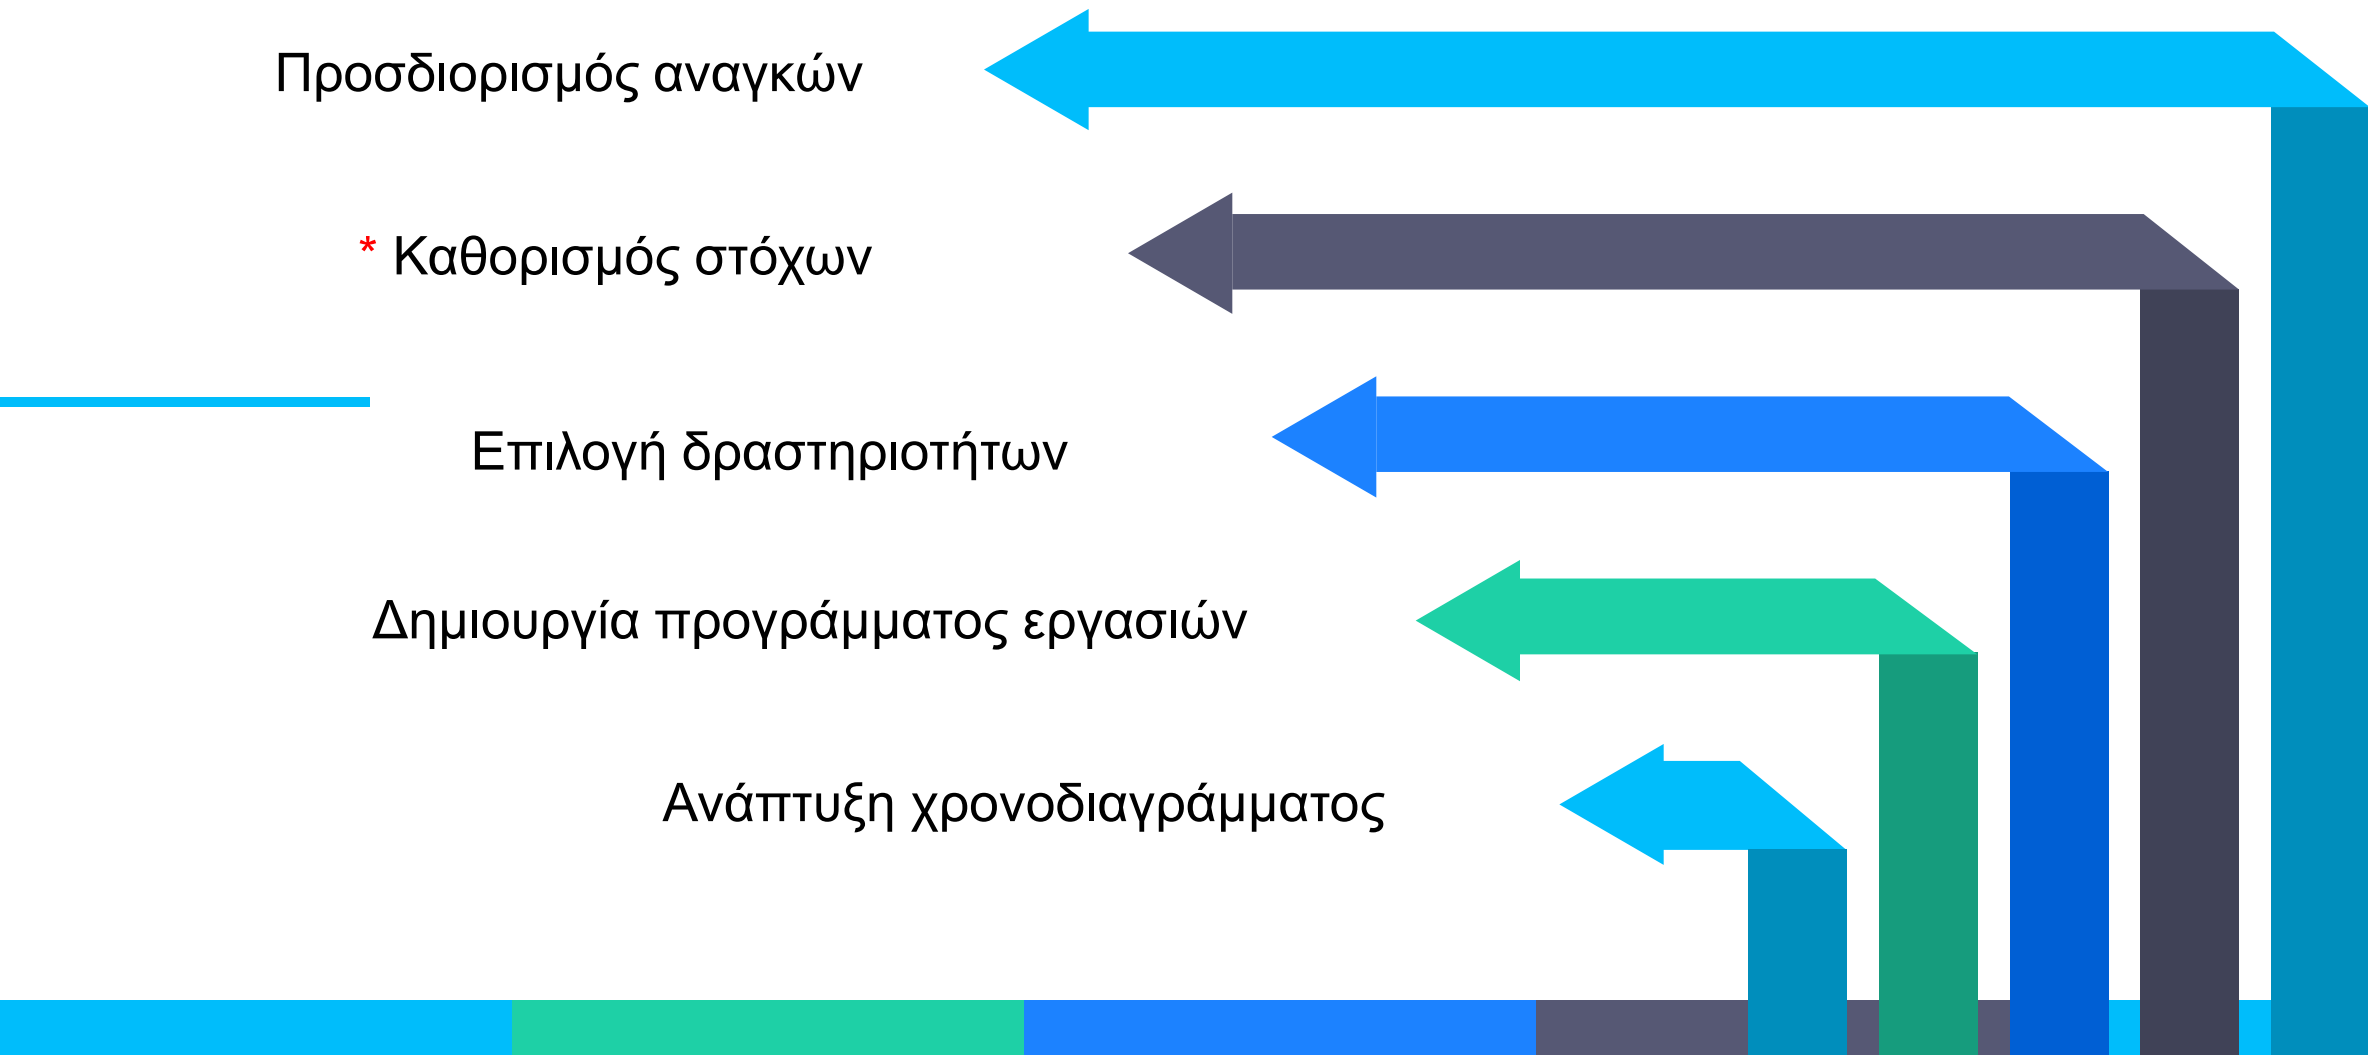 Προσδιορισμός αναγκών
* Καθορισμός στόχων
Επιλογή δραστηριοτήτων
Δημιουργία προγράμματος εργασιών
Ανάπτυξη χρονοδιαγράμματος